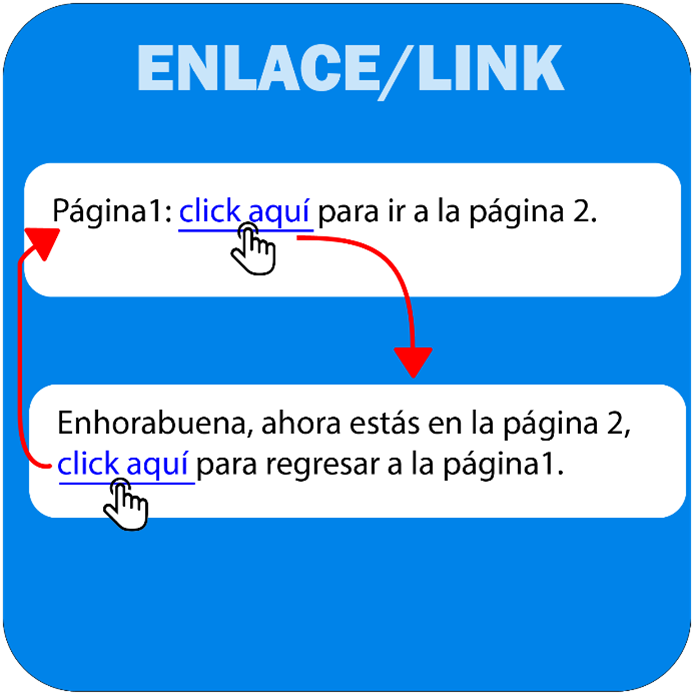 ENLACE/LINK
Página1: click aquí para ir a la página 2.
Enhorabuena, ahora estás en la página 2,
click aquí para regresar a la página1.